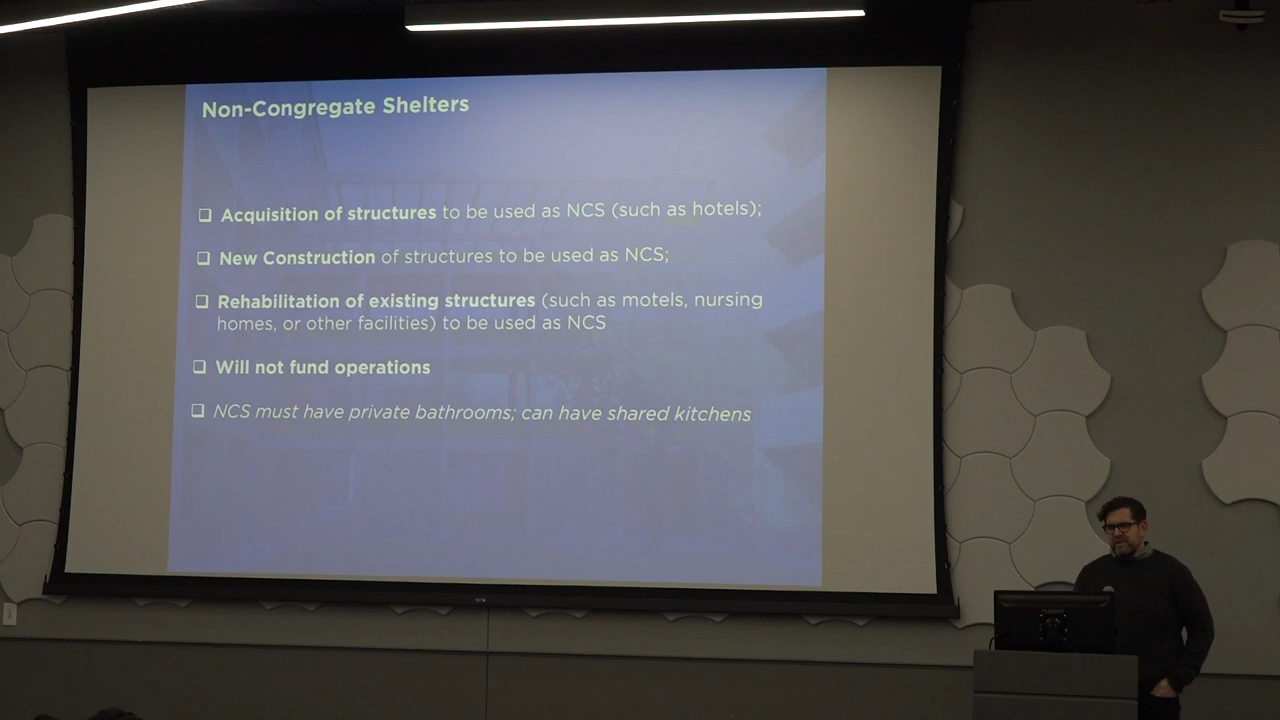 Non-Congregate Shelters
❑ Acquisition of structures to be used as NCS (such as hotels);
❑ New Construction of structures to be used as NCS;
❑ Rehabilitation of existing structures (such as motels, nursing
homes, or other facilities) to be used as NCS
❑ Will not fund operations
❑ NCS must have private bathrooms; can have shared kitchens